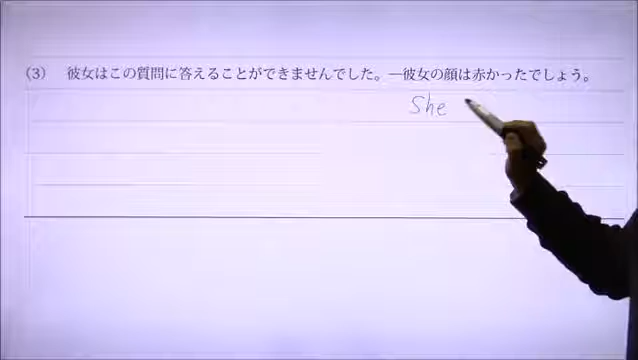 (3) 彼女はこの質問に答えることができませんでした。―彼女の顔は赤かったでしょう。
She